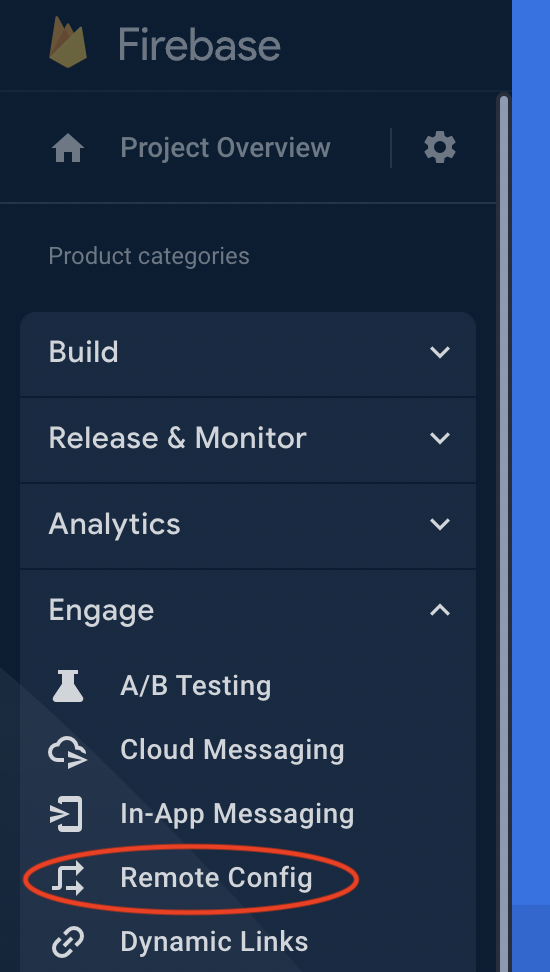 Firebase
Project Overview
Product categories
Build
Release & Monitor
Analytics
Engage
A/B Testing
Cloud Messaging
In-App Messaging
Remote Config
Dynamic Links